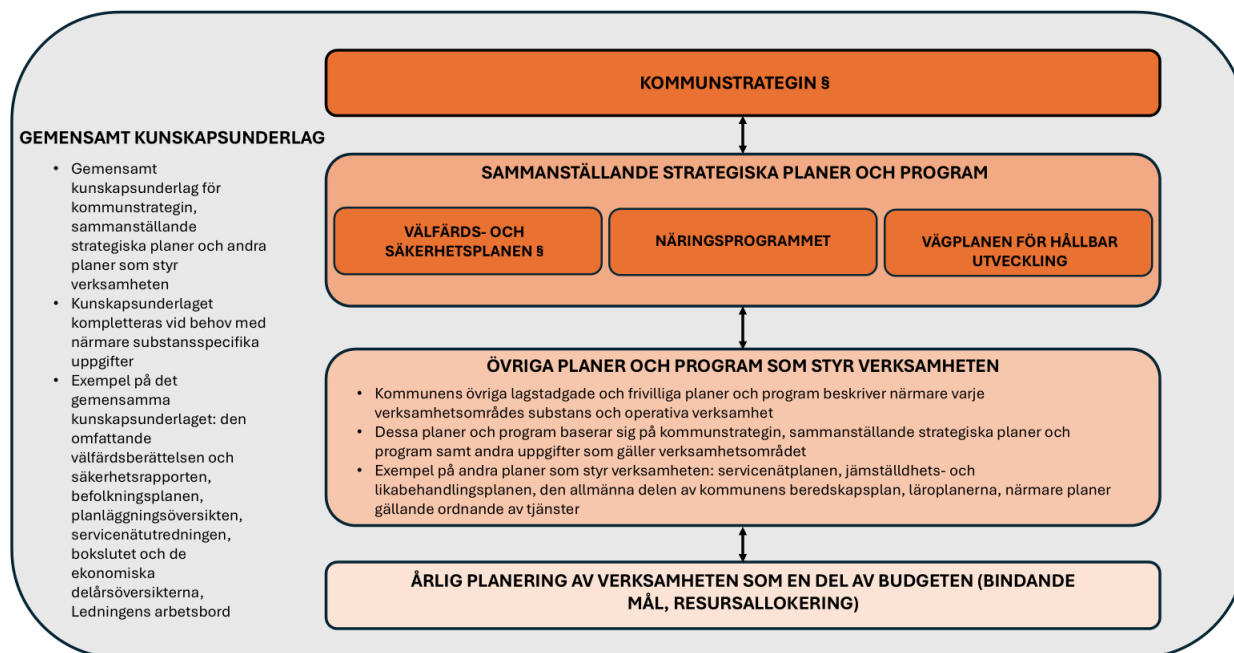 GEMENSAMT KUNSKAPSUNDERLAG
• Gemensamt
kunskapsunderlag för
kommunstrategin,
sammanställande
strategiska planer och andra
planer som styr
verksamheten
• Kunskapsunderlaget
kompletteras vid behov med
närmare substansspecifika
uppgifter
• Exempel på det
gemensamma
kunskapsunderlaget: den
omfattande
välfärdsberättelsen och
säkerhetsrapporten,
befolkningsplanen,
planläggningsöversikten,
servicenätutredningen,
bokslutet och de
ekonomiska
delårsöversikterna,
Ledningens arbetsbord
KOMMUNSTRATEGIN §
SAMMANSTÄLLANDE STRATEGISKA PLANER OCH PROGRAM
VÄLFÄRDS- OCH
SÄKERHETSPLANEN §
NÄRINGSPROGRAMMET
VÄGPLANEN FÖR HÅLLBAR
UTVECKLING
ÖVRIGA PLANER OCH PROGRAM SOM STYR VERKSAMHETEN
• Kommunens övriga lagstadgade och frivilliga planer och program beskriver närmare varje
verksamhetsområdes substans och operativa verksamhet
• Dessa planer och program baserar sig på kommunstrategin, sammanställande strategiska planer och
program samt andra uppgifter som gäller verksamhetsområdet
• Exempel på andra planer som styr verksamheten: servicenätplanen, jämställdhets- och
likabehandlingsplanen, den allmänna delen av kommunens beredskapsplan, läroplanerna, närmare planer
gällande ordnande av tjänster
ÅRLIG PLANERING AV VERKSAMHETEN SOM EN DEL AV BUDGETEN (BINDANDE
MÅL, RESURSALLOKERING)